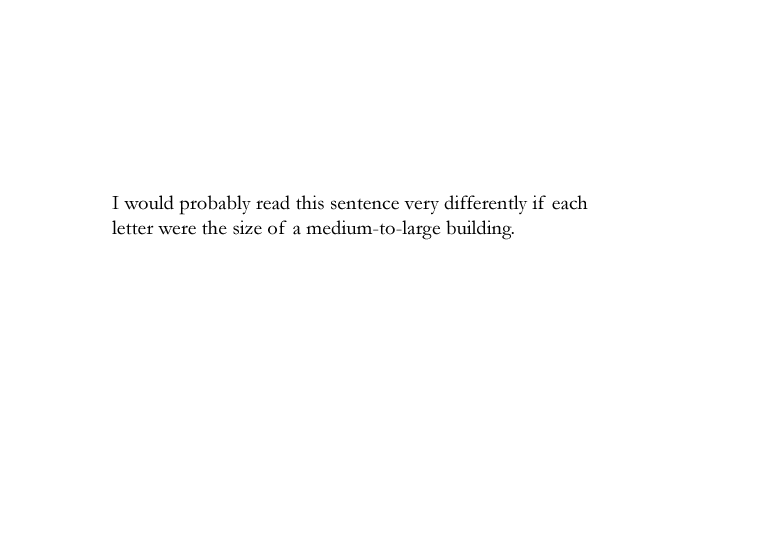 I would probably read this sentence very differently if each
letter were the size of a medium-to-large building.